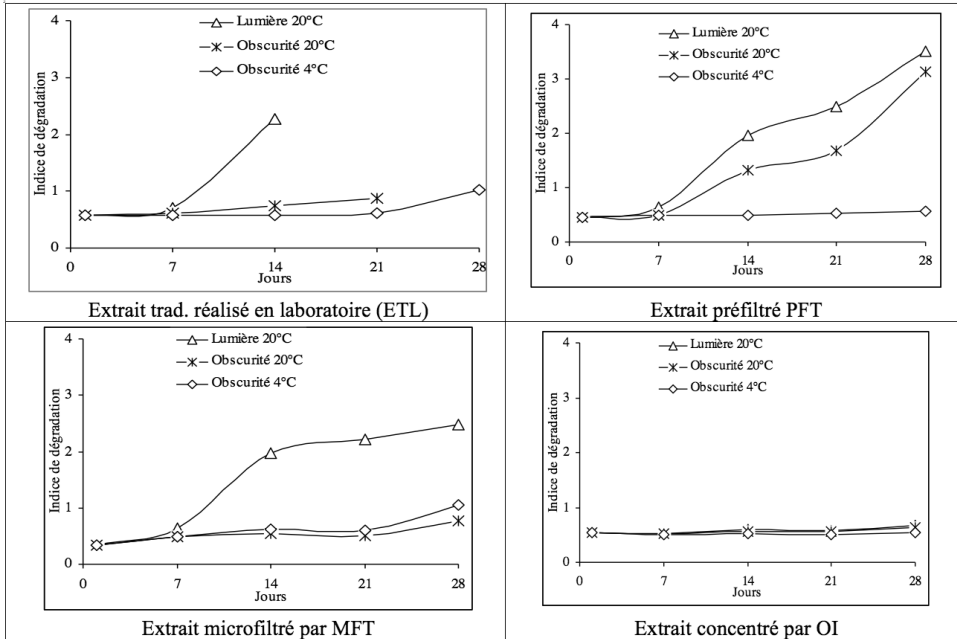 Lumière 20°C
Obscurité 20°C
Obscurité 4°C
Indice de dégradation
4
3
2
1
0
0 7 14 21 28
Jours
Extrait trad. réalisé en laboratoire (ETL)
Lumière 20°C
Obscurité 20°C
Obscurité 4°C
Indice de dégradation
4
3
2
1
0
0 7 14 21 28
Jours
Extrait préfiltré PFT
Lumière 20°C
Obscurité 20°C
Obscurité 4°C
Indice de dégradation
4
3
2
1
0
0 7 14 21 28
Jours
Extrait microfiltré par MFT
Lumière 20°C
Obscurité 20°C
Obscurité 4°C
Indice de dégradation
4
3
2
1
0
0 7 14 21 28
Jours
Extrait concentré par OI